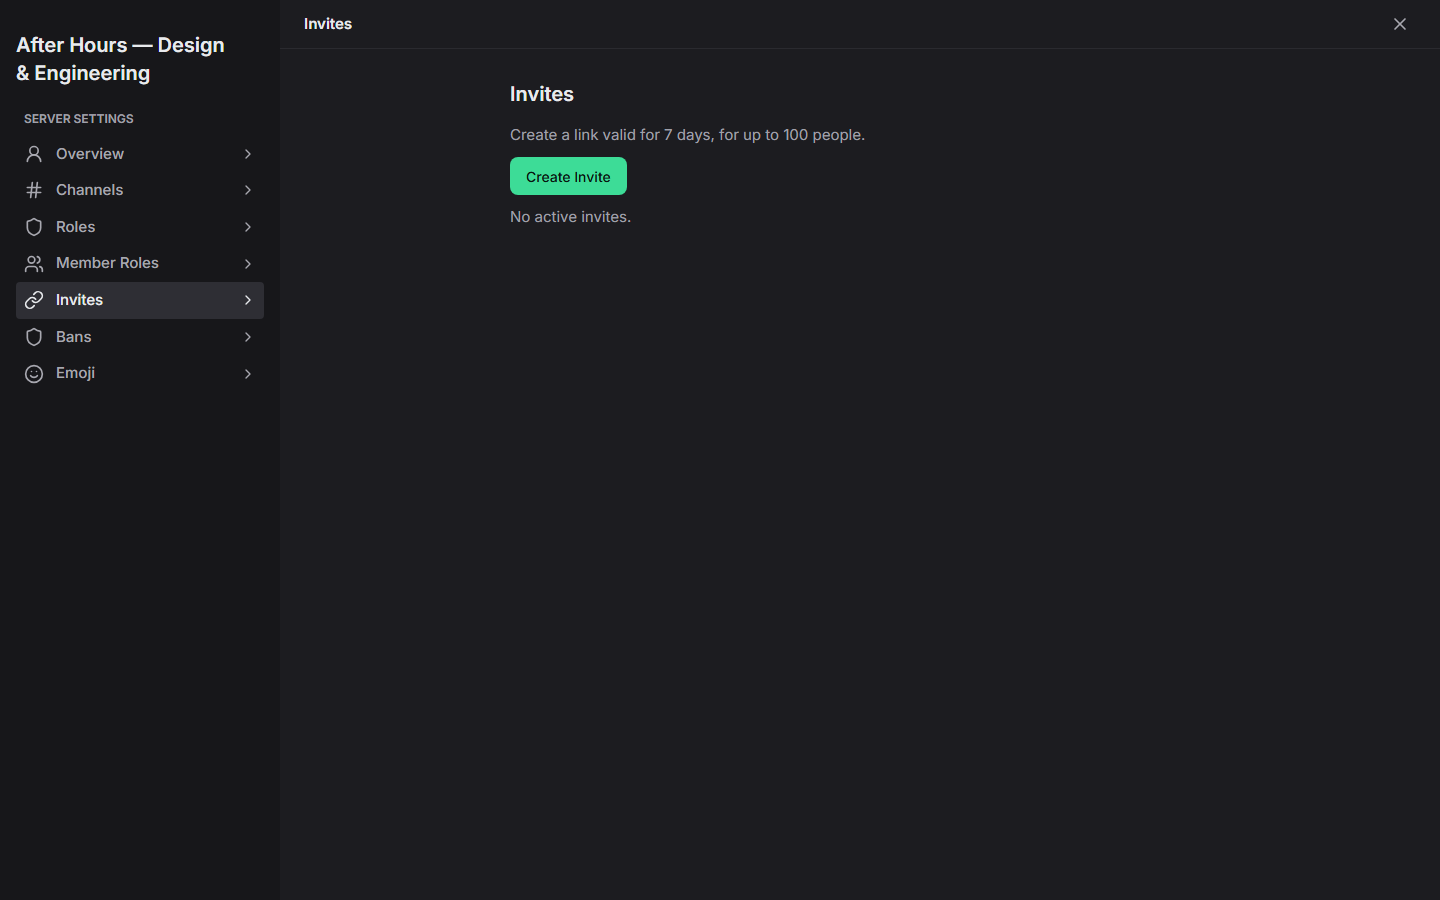 After Hours — Design
& Engineering
SERVER SETTINGS
Overview
Channels
Roles
Member Roles
Invites
Bans
Emoji
Invites
Invites
Create a link valid for 7 days, for up to 100 people.
Create Invite
No active invites.